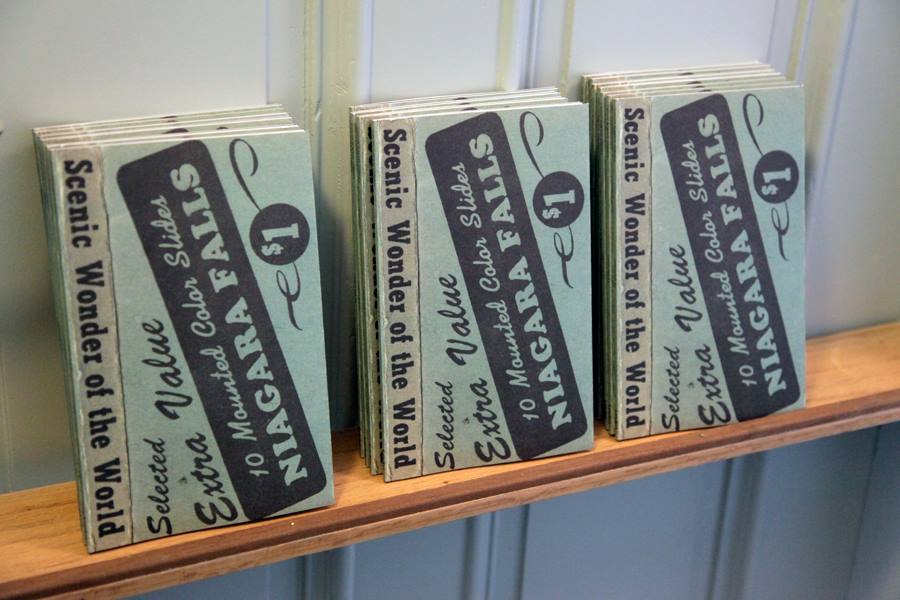 Scenic Wonder of the World
Selected
Extra Value
10 Mounted Color Slides
NIAGARA FALLS
$1
Scenic Wonder of the World
Selected
Extra Value
10 Mounted Color Slides
NIAGARA FALLS
$1
Scenic Wonder of the World
Selected
Extra Value
10 Mounted Color Slides
NIAGARA FALLS
$1